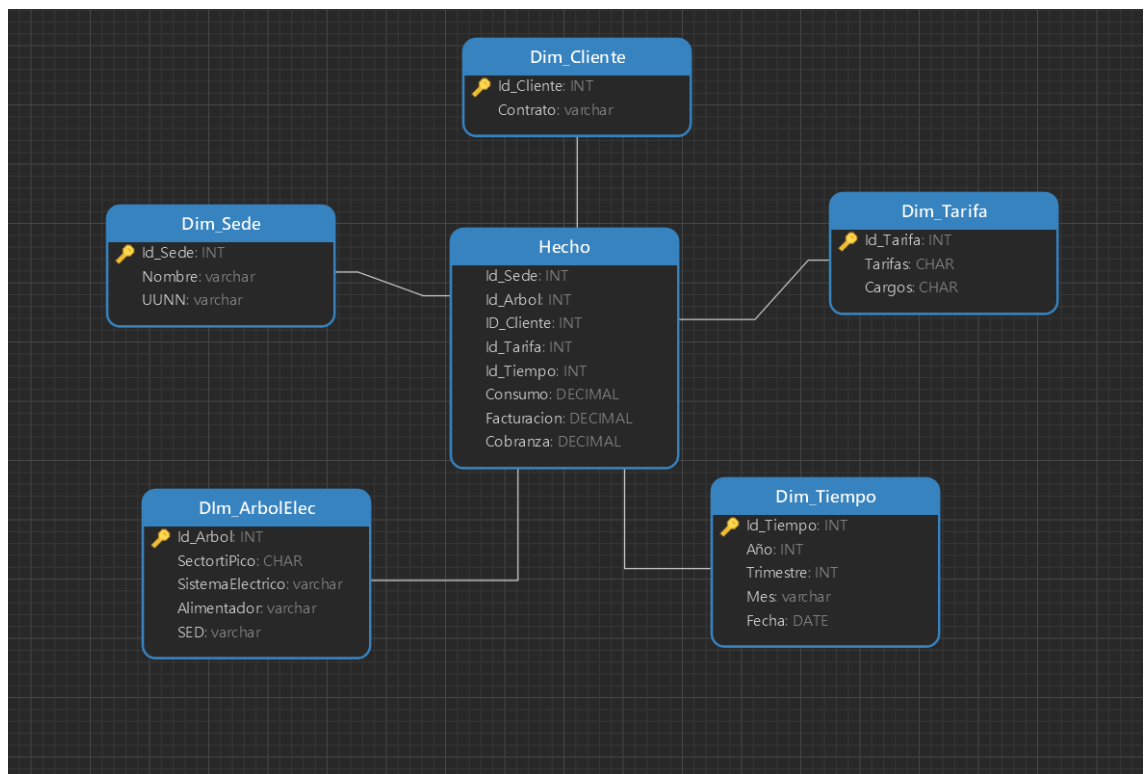 Dim_Cliente
Id_Cliente: INT
Contrato: varchar
Dim_Sede
Id_Sede: INT
Nombre: varchar
UUNN: varchar
Hecho
Id_Sede: INT
Id_Arbol: INT
ID_Cliente: INT
Id_Tarifa: INT
Id_Tiempo: INT
Consumo: DECIMAL
Facturacion: DECIMAL
Cobranza: DECIMAL
Dim_Tarifa
Id_Tarifa: INT
Tarifas: CHAR
Cargos: CHAR
DIm_ArbolElec
Id_Arbol: INT
SectortiPico: CHAR
SistemaElectrico: varchar
Alimentador: varchar
SED: varchar
Dim_Tiempo
Id_Tiempo: INT
Año: INT
Trimestre: INT
Mes: varchar
Fecha: DATE